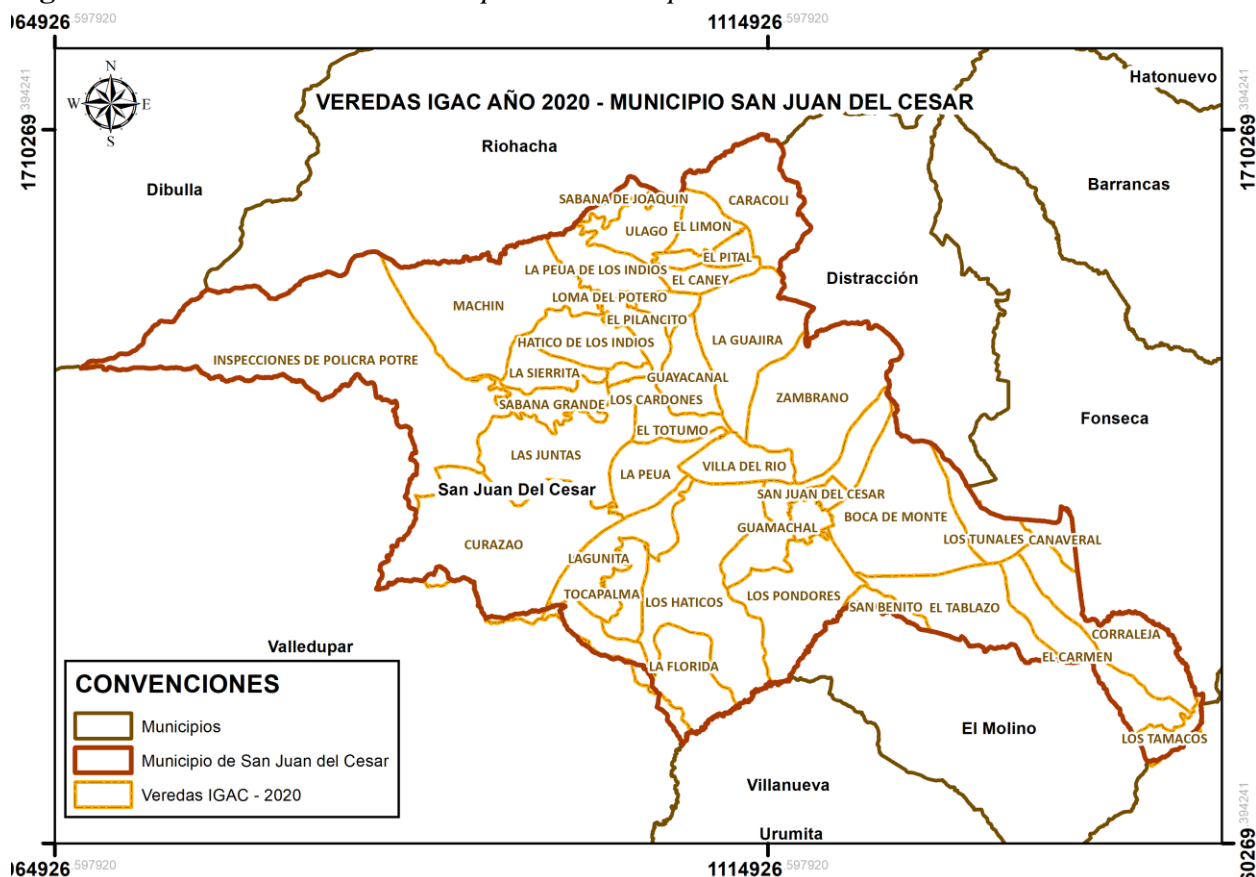 064926.597920
1114926.597920
1710269.394241
1710269.394241
N
W E
S
VEREDAS IGAC AÑO 2020 - MUNICIPIO SAN JUAN DEL CESAR
Hatonuevo
Riohacha
Dibulla
Barrancas
SABANA DE JOAQUIN
CARACOLI
ULAGO
EL LIMON
EL PITAL
LA PEUA DE LOS INDIOS
EL CANEY
Distracción
LOMA DEL POTERO
MACHIN
EL PILANCITO
HATICO DE LOS INDIOS
LA GUAJIRA
INSPECCIONES DE POLICRA POTRE
LA SIERRITA
GUAYACANAL
SABANA GRANDE
LOS CARDONES
ZAMBRANO
Fonseca
EL TOTUMO
LAS JUNTAS
LA PEUA
VILLA DEL RIO
San Juan Del Cesar
SAN JUAN DEL CESAR
GUAMACHAL
BOCA DE MONTE
CURAZAO
LOS TUNALES
CANAVERAL
LAGUNITA
TOCAPALMA
LOS HATICOS
LOS PONDORES
SAN BENITO
EL TABLAZO
CORRALEJA
Valledupar
EL CARMEN
LA FLORIDA
El Molino
LOS TAMACOS
Villanueva
Urumita
CONVENCIONES
Municipios
Municipio de San Juan del Cesar
Veredas IGAC - 2020
60269.394241
064926.597920
1114926.597920